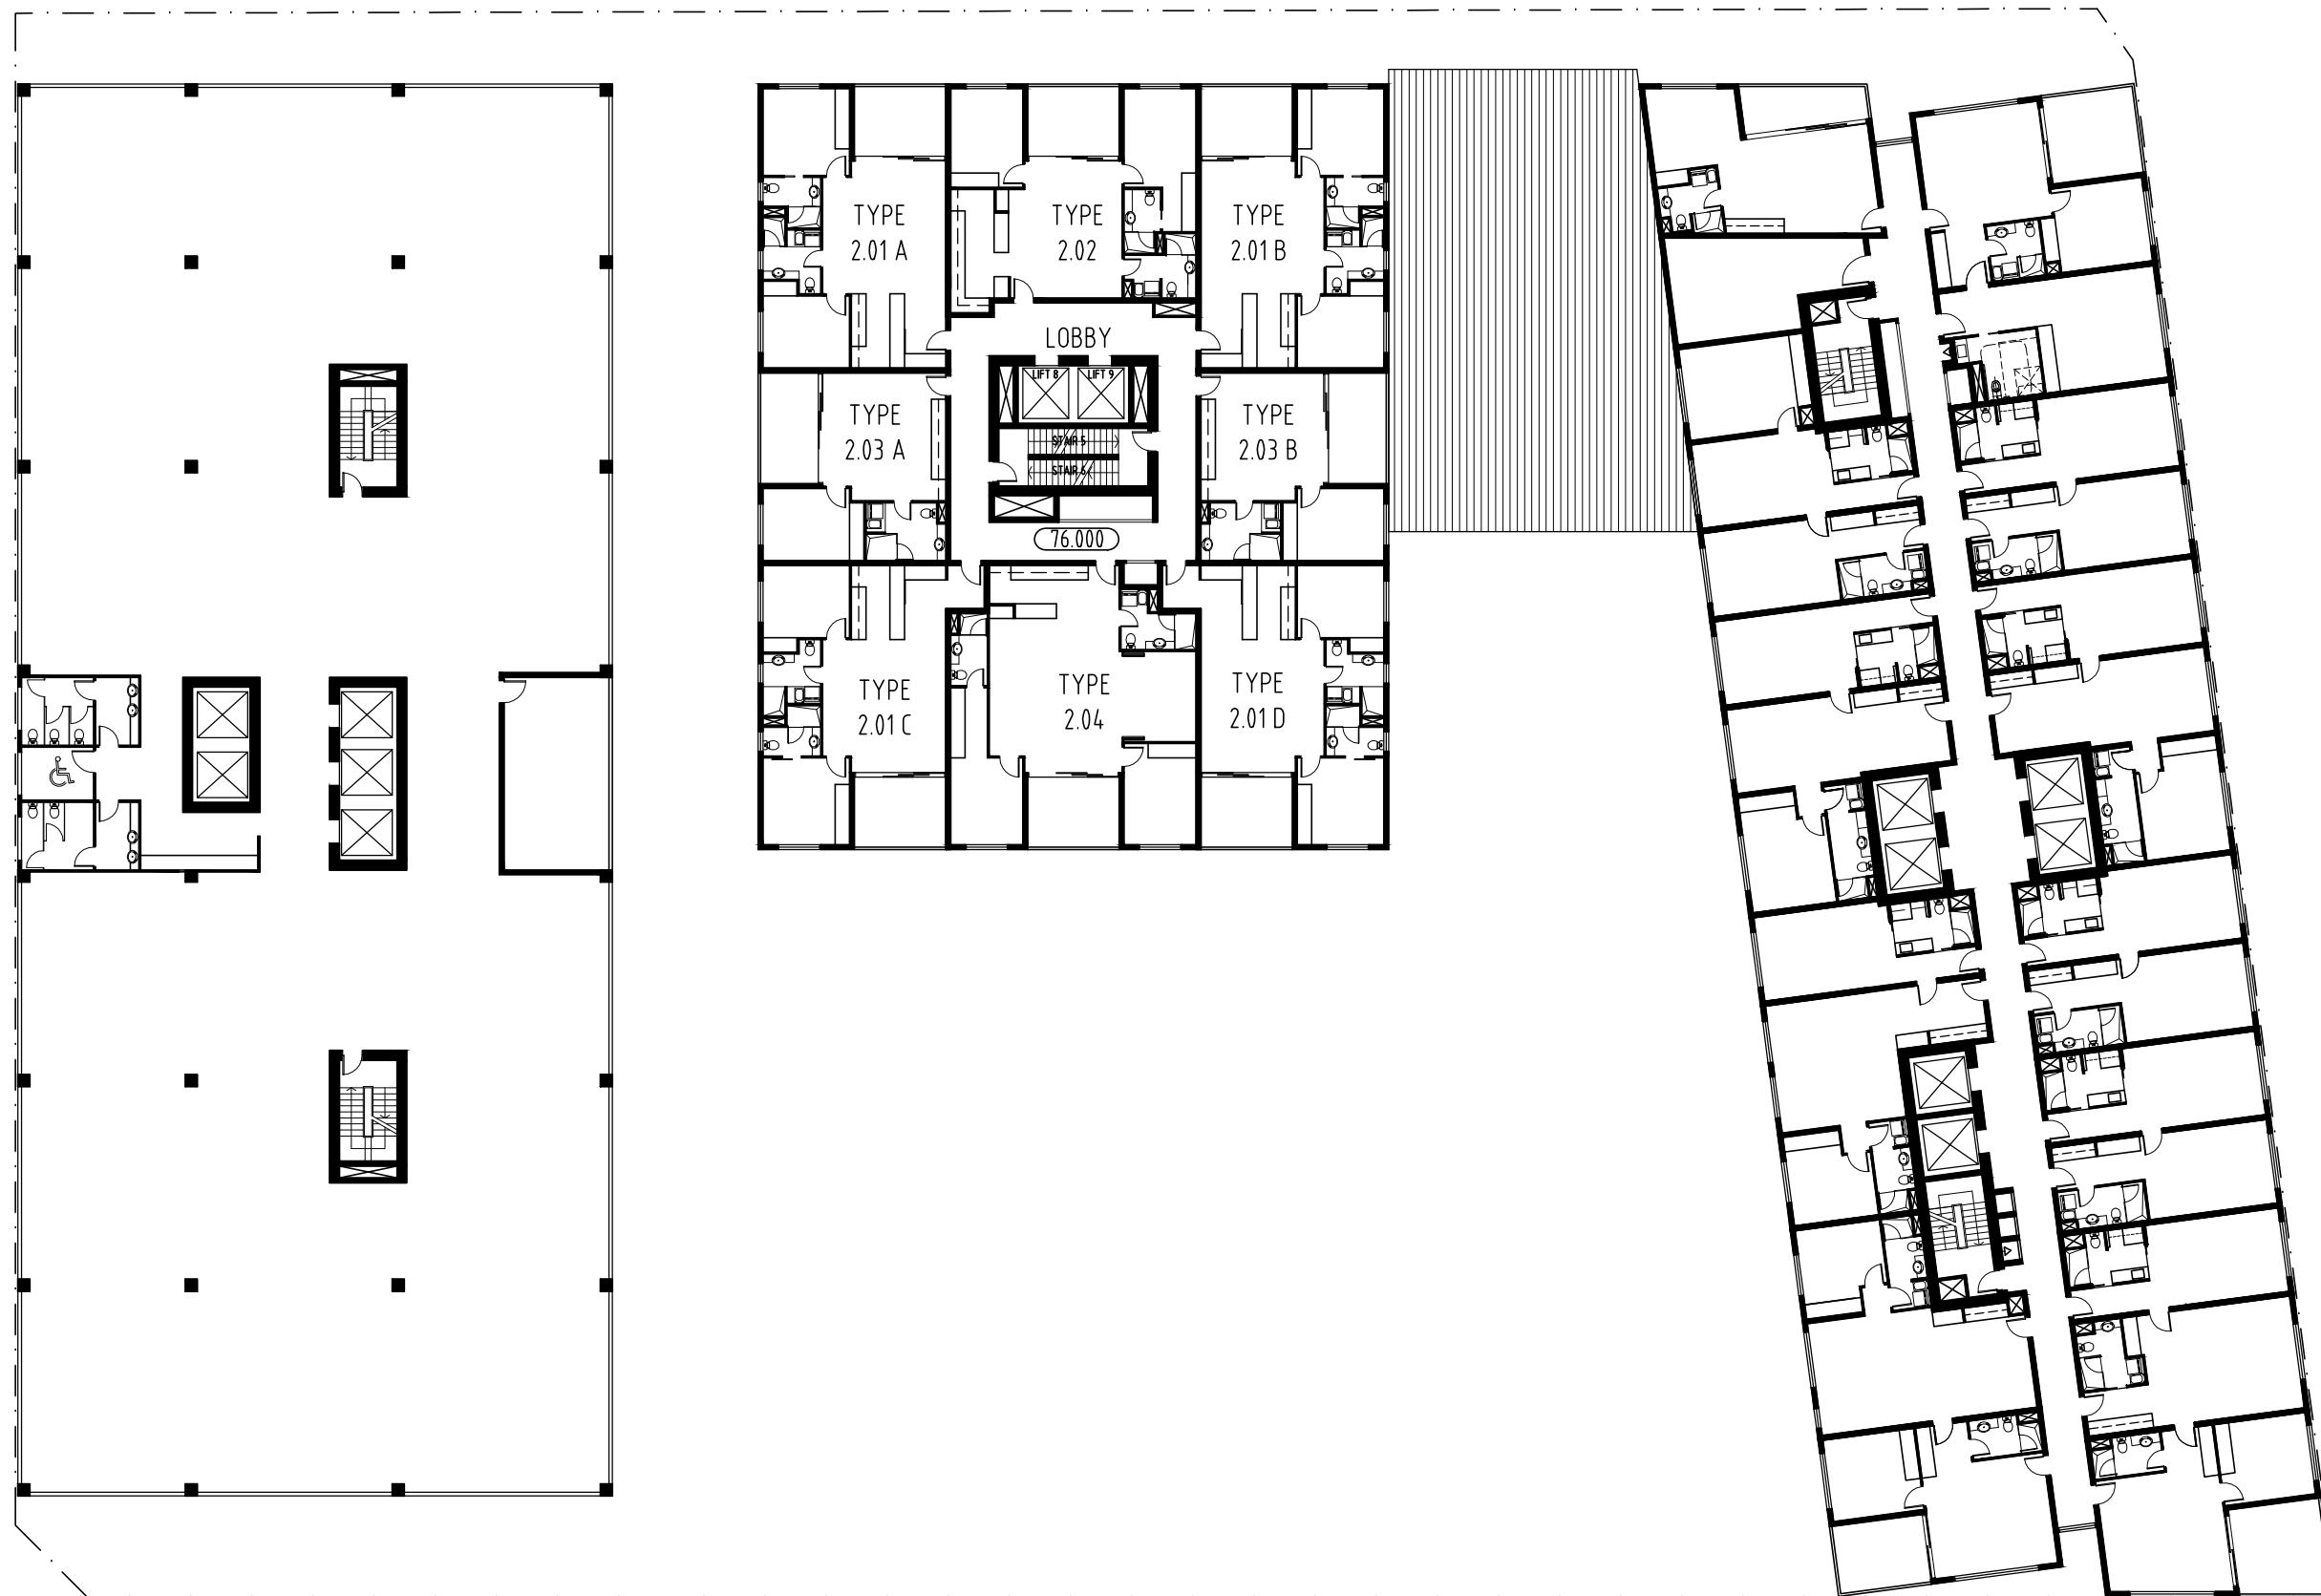 TYPE
2.01 A
TYPE
2.02
TYPE
2.01 B
LOBBY
LIFT 8
LIFT 9
TYPE
2.03 A
STAIR 5
STAIR 6
TYPE
2.03 B
76.000
TYPE
2.01 C
TYPE
2.04
TYPE
2.01 D